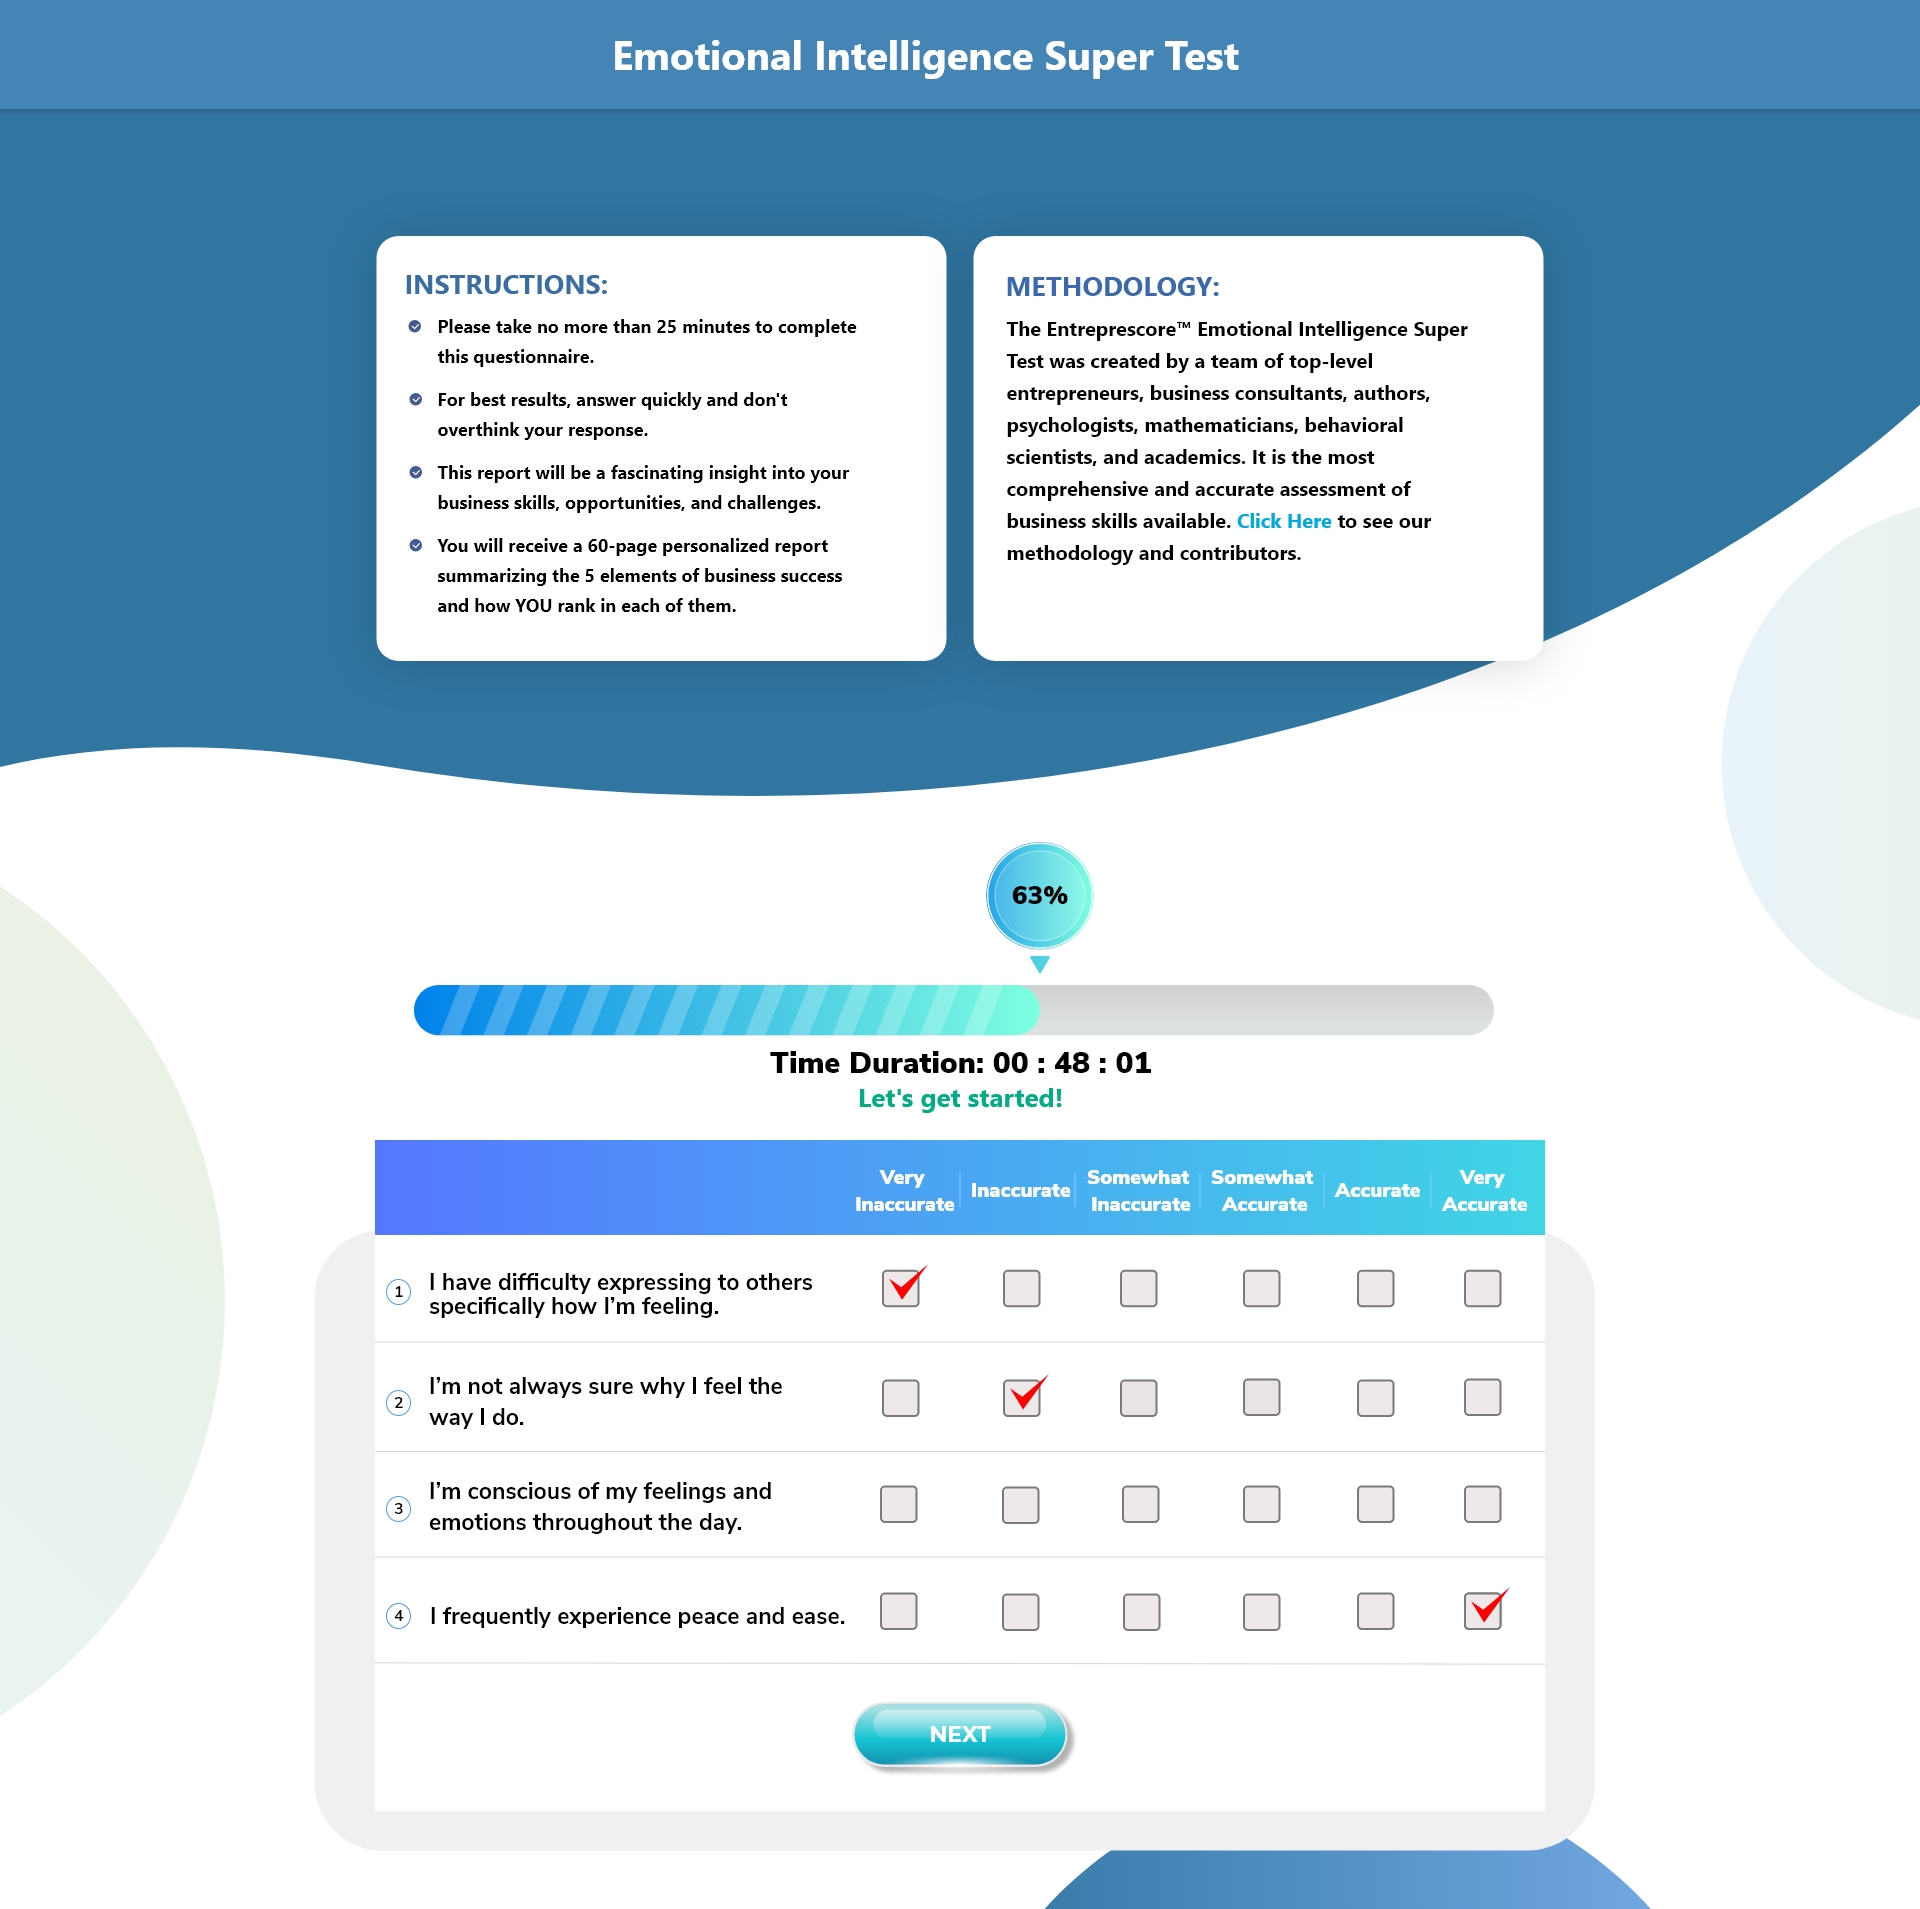 Emotional Intelligence Super Test
INSTRUCTIONS:
Please take no more than 25 minutes to complete
this questionnaire.
For best results, answer quickly and don't
overthink your response.
This report will be a fascinating insight into your
business skills, opportunities, and challenges.
You will receive a 60-page personalized report
summarizing the 5 elements of business success
and how YOU rank in each of them.
METHODOLOGY:
The Entreprescore™ Emotional Intelligence Super
Test was created by a team of top-level
entrepreneurs, business consultants, authors,
psychologists, mathematicians, behavioral
scientists, and academics. It is the most
comprehensive and accurate assessment of
business skills available. Click Here to see our
methodology and contributors.
63%
Time Duration: 00 : 48 : 01
Let's get started!
Very
Inaccurate
Inaccurate
Somewhat
Inaccurate
Somewhat
Accurate
Accurate
Very
Accurate
1
I have difficulty expressing to others
specifically how I’m feeling.
2
I’m not always sure why I feel the
way I do.
3
I’m conscious of my feelings and
emotions throughout the day.
4
I frequently experience peace and ease.
NEXT